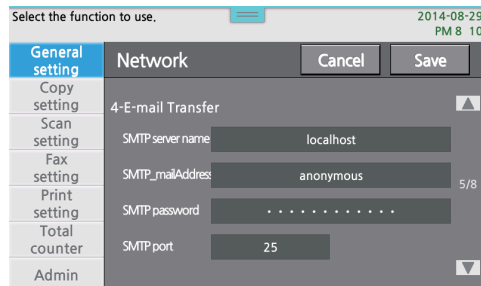 Select the function to use.
2014-08-29
PM 8 10
General
setting
Network
Cancel
Save
Copy
setting
4-E-mail Transfer
Scan
setting
SMTP server name
localhost
Fax
setting
SMTP_mailAddress
anonymous
5/8
Print
setting
SMTP password
• • • • • • • • • • • •
Total
counter
SMTP port
25
Admin